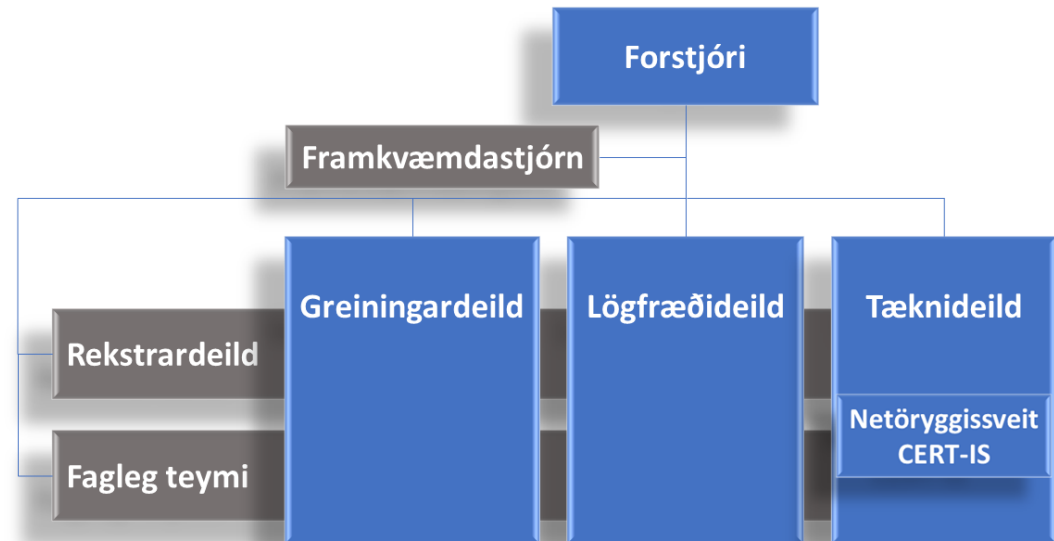 Forstjóri
Framkvæmdastjórn
Greiningardeild
Lögfræðideild
Tæknideild
Rekstrardeild
Netöryggissveit
CERT-IS
Fagleg teymi